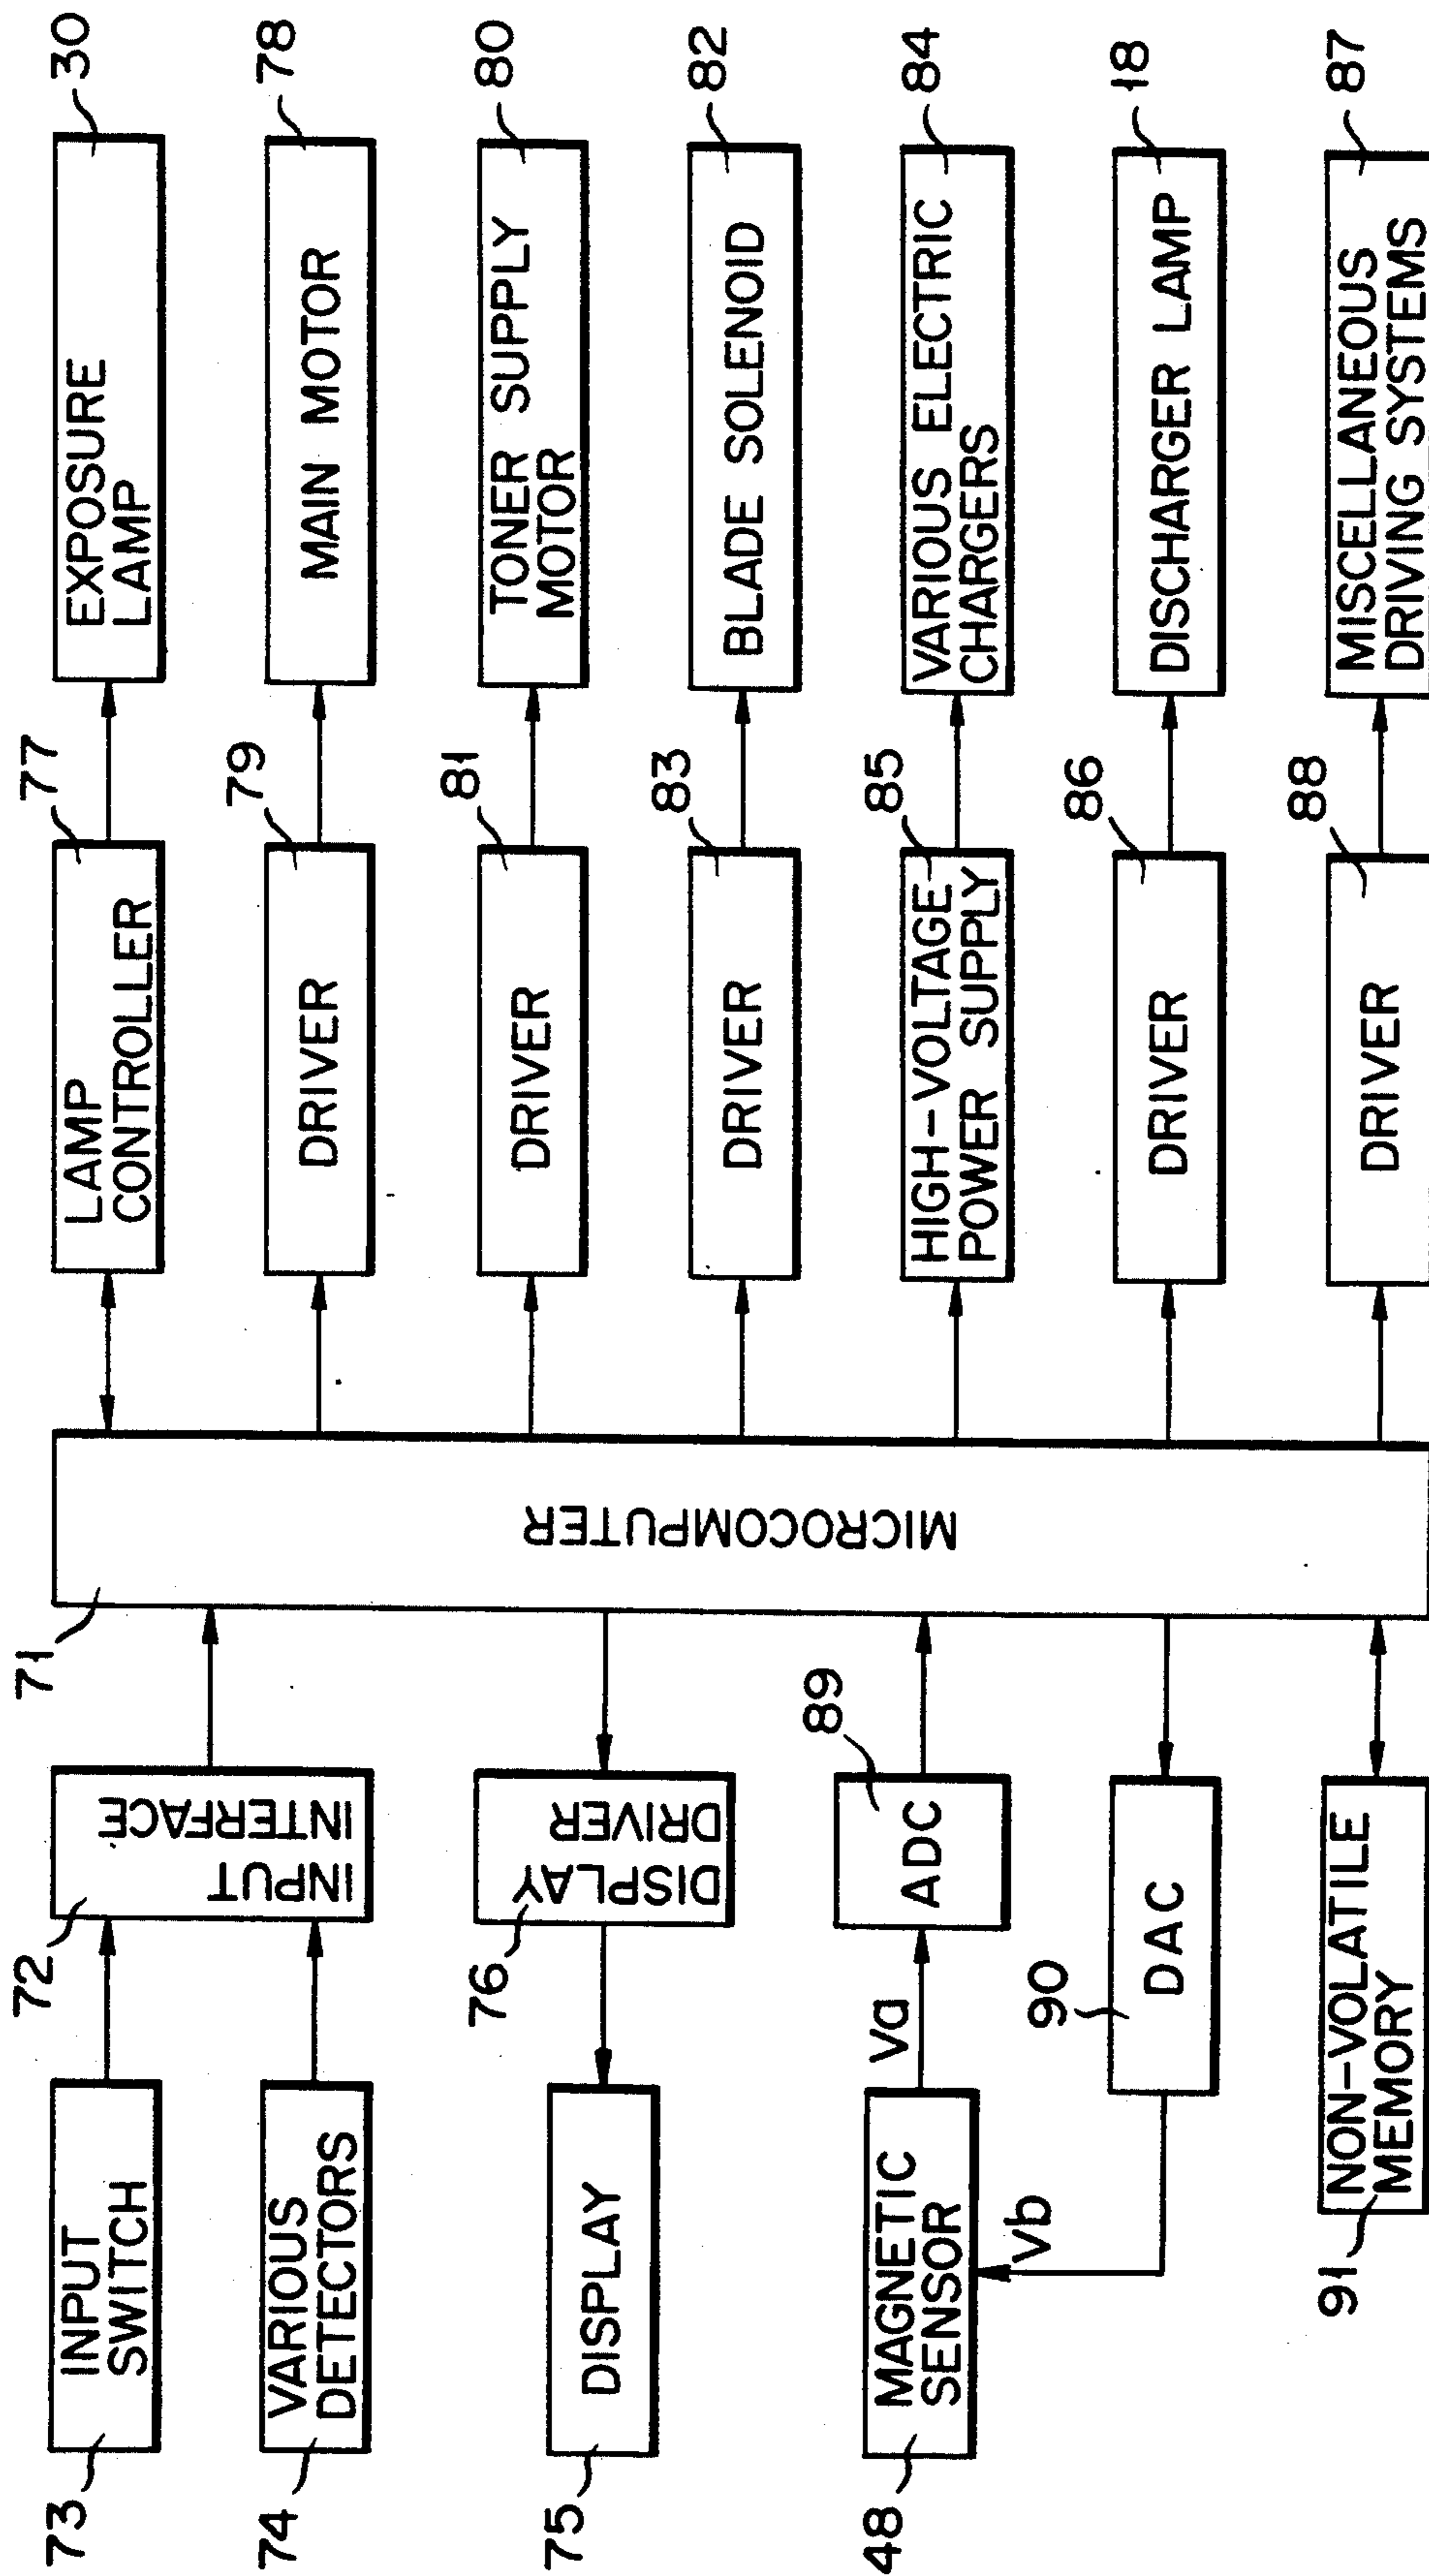 73
INPUT
SWITCH
74
VARIOUS
DETECTORS
72
INPUT
INTERFACE
75
DISPLAY
76
DISPLAY
DRIVER
48
MAGNETIC
SENSOR
Va
Vb
89
ADC
90
DAC
91
NON-VOLATILE
MEMORY
71
MICROCOMPUTER
77
LAMP
CONTROLLER
30
EXPOSURE
LAMP
79
DRIVER
78
MAIN MOTOR
81
DRIVER
80
TONER SUPPLY
MOTOR
83
DRIVER
82
BLADE SOLENOID
85
HIGH-VOLTAGE
POWER SUPPLY
84
VARIOUS ELECTRIC
CHARGERS
86
DRIVER
18
DISCHARGER LAMP
88
DRIVER
87
MISCELLANEOUS
DRIVING SYSTEMS